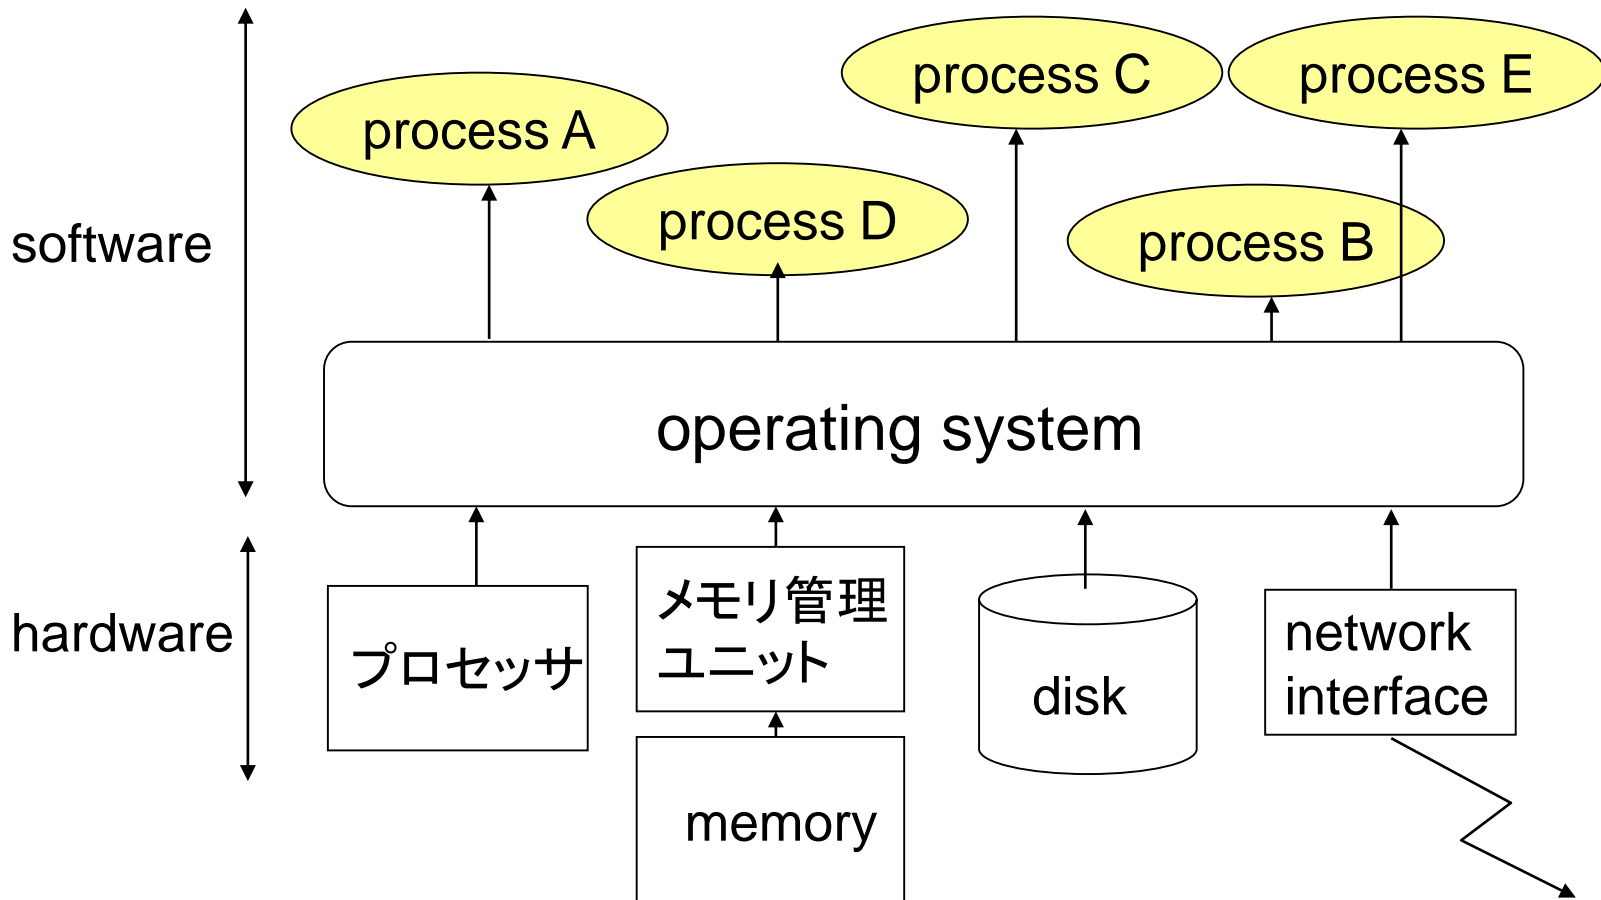 process C
process E
process A
process D
process B
software
operating system
hardware
プロセッサ
メモリ管理
ユニット
disk
network
interface
memory